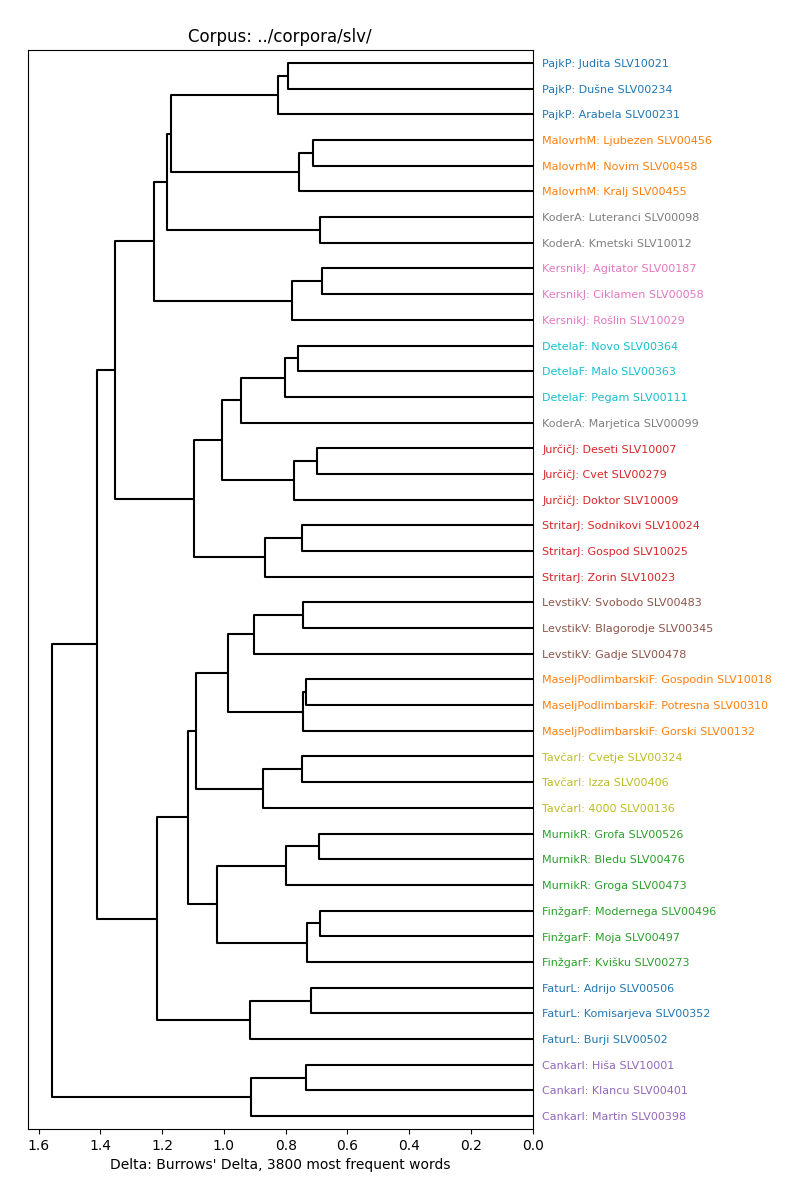 Corpus: ../corpora/slv/
PajkP: Judita SLV10021
PajkP: Dušne SLV00234
PajkP: Arabela SLV00231
MalovrhM: Ljubezen SLV00456
MalovrhM: Novim SLV00458
MalovrhM: Kralj SLV00455
KoderA: Luteranci SLV00098
KoderA: Kmetski SLV10012
KersnikJ: Agitator SLV00187
KersnikJ: Ciklamen SLV00058
KersnikJ: Rošlin SLV10029
DetelaF: Novo SLV00364
DetelaF: Malo SLV00363
DetelaF: Pegam SLV00111
KoderA: Marjetica SLV00099
JurčičJ: Deseti SLV10007
JurčičJ: Cvet SLV00279
JurčičJ: Doktor SLV10009
StritarJ: Sodnikovi SLV10024
StritarJ: Gospod SLV10025
StritarJ: Zorin SLV10023
LevstikV: Svobodo SLV00483
LevstikV: Blagorodje SLV00345
LevstikV: Gadje SLV00478
MaseljPodlimbarskiF: Gospodin SLV10018
MaseljPodlimbarskiF: Potresna SLV00310
MaseljPodlimbarskiF: Gorski SLV00132
TavčarI: Cvetje SLV00324
TavčarI: Izza SLV00406
TavčarI: 4000 SLV00136
MurnikR: Grofa SLV00526
MurnikR: Bledu SLV00476
MurnikR: Groga SLV00473
FinžgarF: Modernega SLV00496
FinžgarF: Moja SLV00497
FinžgarF: Kvišku SLV00273
FaturL: Adrijo SLV00506
FaturL: Komisarjeva SLV00352
FaturL: Burji SLV00502
CankarI: Hiša SLV10001
CankarI: Klancu SLV00401
CankarI: Martin SLV00398
1.6 1.4 1.2 1.0 0.8 0.6 0.4 0.2 0.0
Delta: Burrows' Delta, 3800 most frequent words